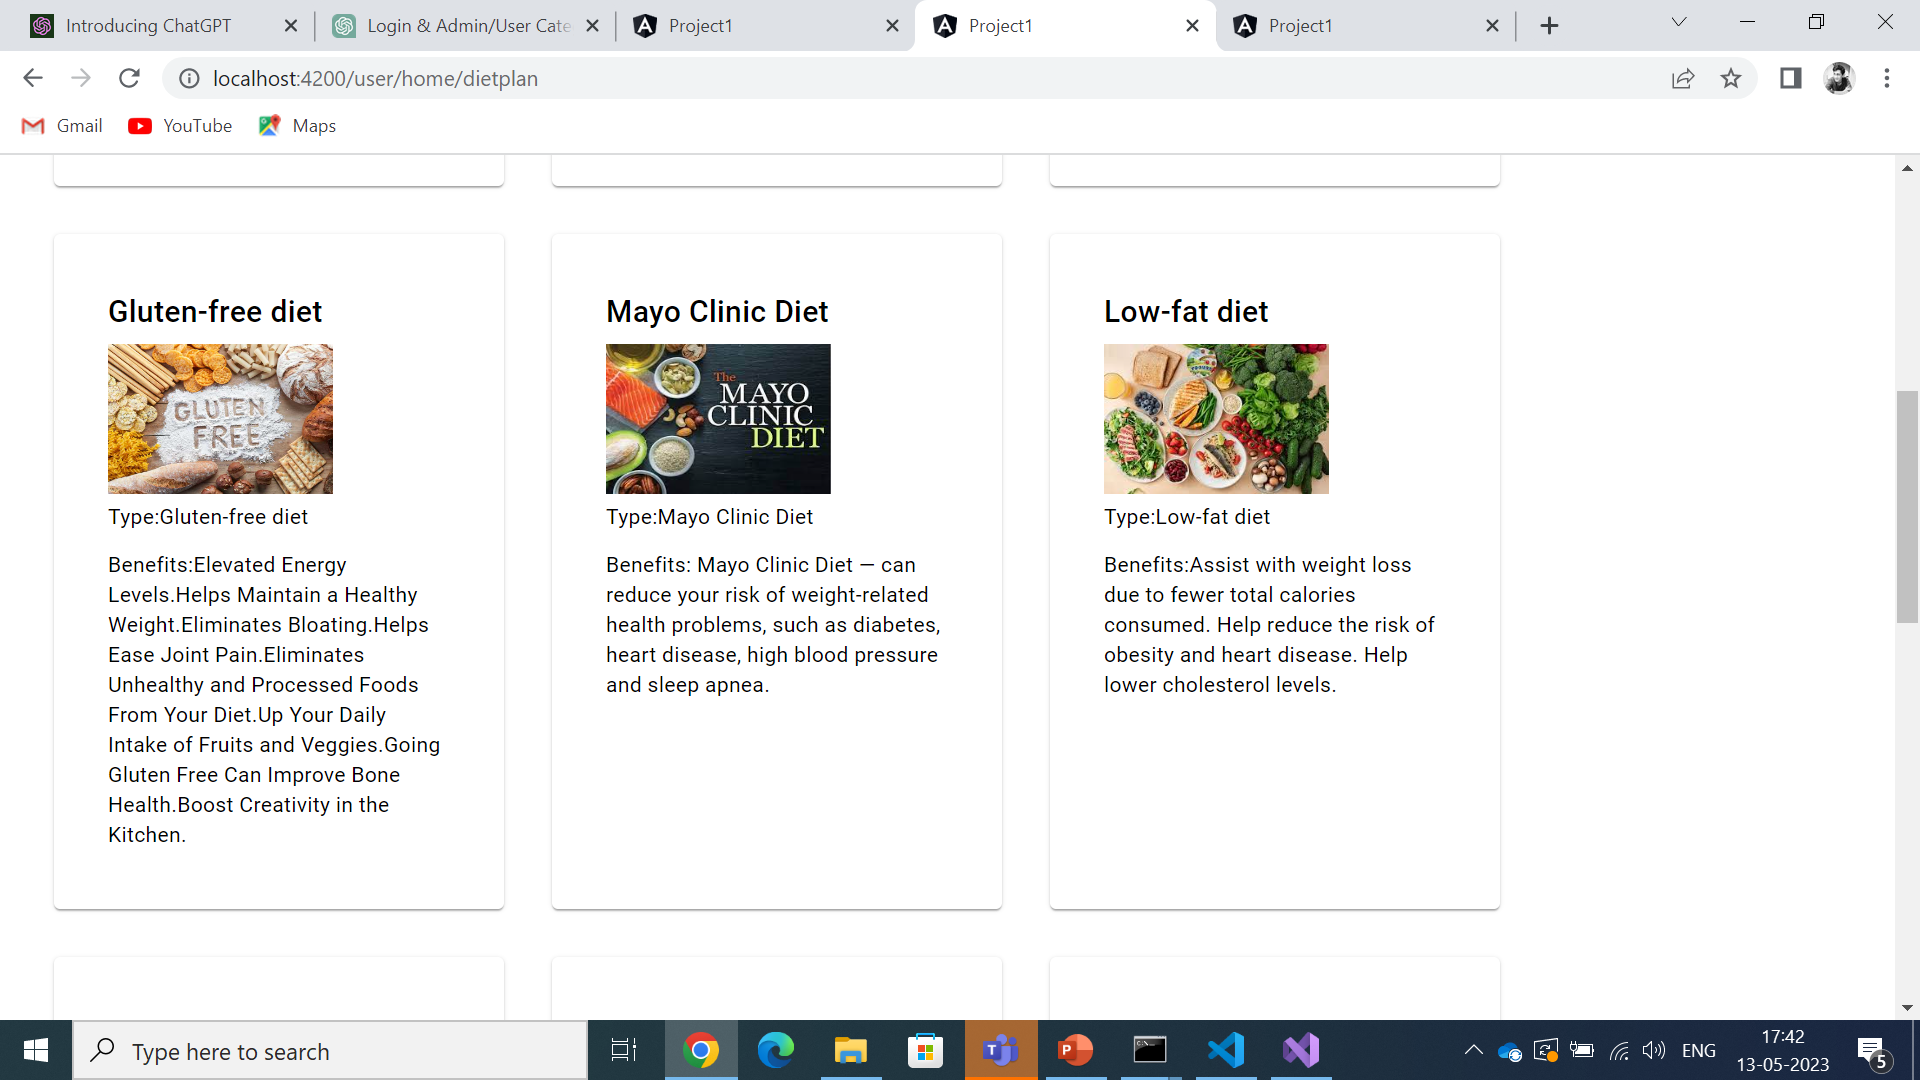 Introducing ChatGPT
Login & Admin/User Cate
Project1
Project1
Project1
localhost:4200/user/home/dietplan
Gmail
YouTube
Maps
Gluten-free diet
GLUTEN
FREE
Type:Gluten-free diet
Benefits:Elevated Energy
Levels.Helps Maintain a Healthy
Weight.Eliminates Bloating.Helps
Ease Joint Pain.Eliminates
Unhealthy and Processed Foods
From Your Diet.Up Your Daily
Intake of Fruits and Veggies.Going
Gluten Free Can Improve Bone
Health.Boost Creativity in the
Kitchen.
Mayo Clinic Diet
The
MAYO
CLINIC
DIET
Type:Mayo Clinic Diet
Benefits: Mayo Clinic Diet — can
reduce your risk of weight-related
health problems, such as diabetes,
heart disease, high blood pressure
and sleep apnea.
Low-fat diet
Type:Low-fat diet
Benefits:Assist with weight loss
due to fewer total calories
consumed. Help reduce the risk of
obesity and heart disease. Help
lower cholesterol levels.
Type here to search
ENG
17:42
13-05-2023
5